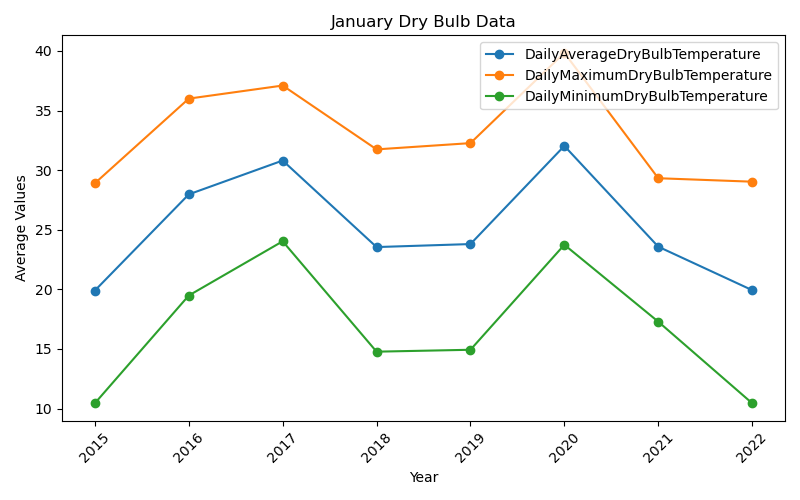 January Dry Bulb Data
DailyAverageDryBulbTemperature
DailyMaximumDryBulbTemperature
DailyMinimumDryBulbTemperature
Average Values
40
35
30
25
20
15
10
2015 2016 2017 2018 2019 2020 2021 2022
Year